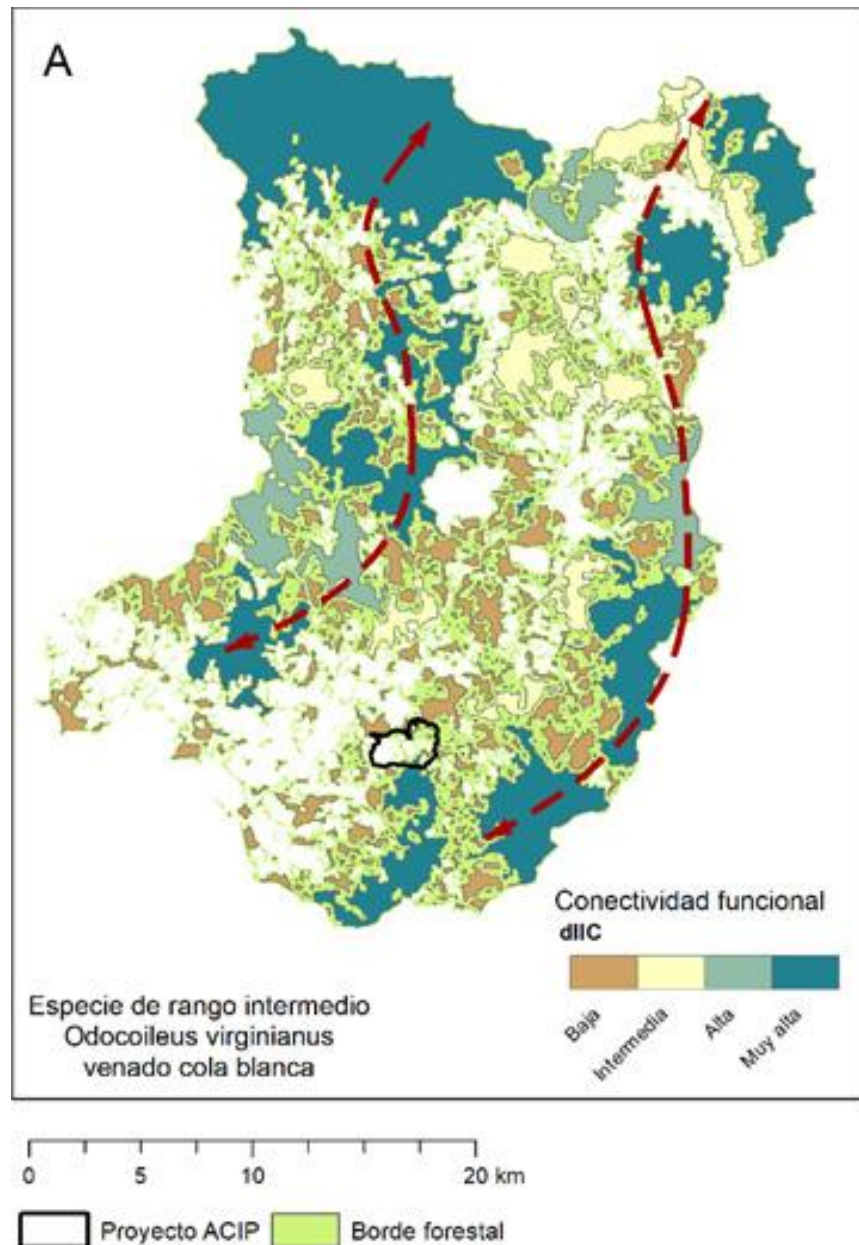 A
Conectividad funcional
dIIC
Baja
Intermedia
Alta
Muy alta
Especie de rango intermedio
Odocoileus virginianus
venado cola blanca
0 5 10 20 km
Proyecto ACIP Borde forestal